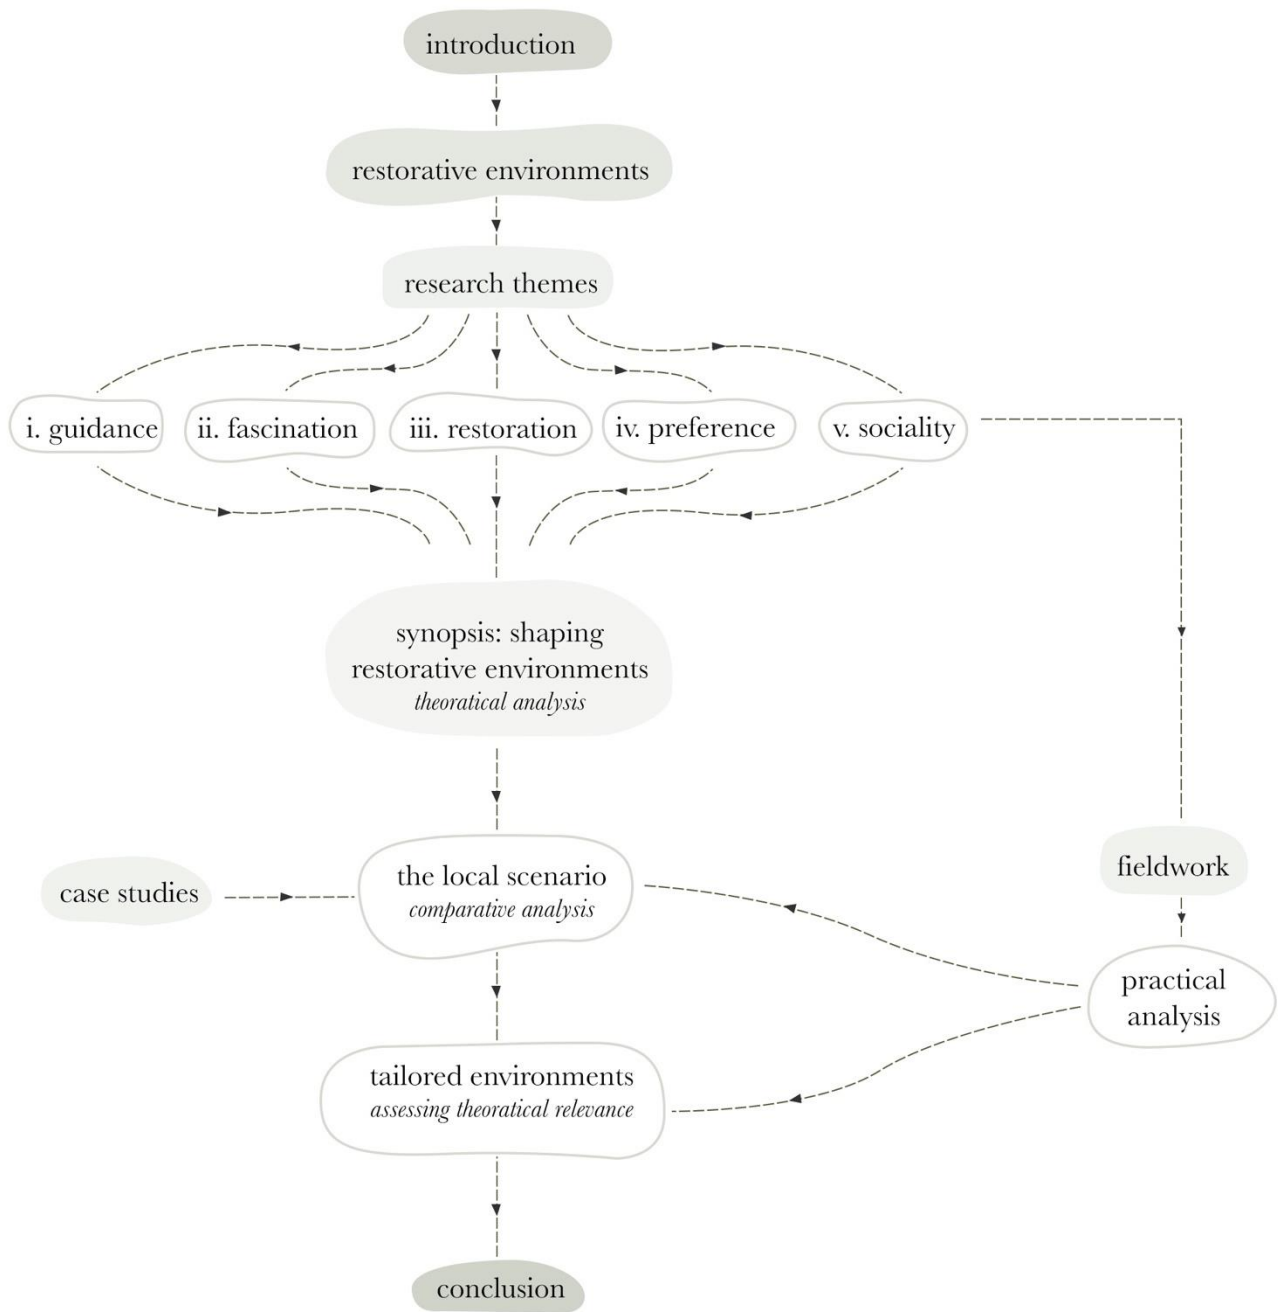 introduction
restorative environments
research themes
i. guidance
ii. fascination
iii. restoration
iv. preference
v. sociality
synopsis: shaping
restorative environments
theoratical analysis
case studies
the local scenario
comparative analysis
fieldwork
practical
analysis
tailored environments
assessing theoratical relevance
conclusion